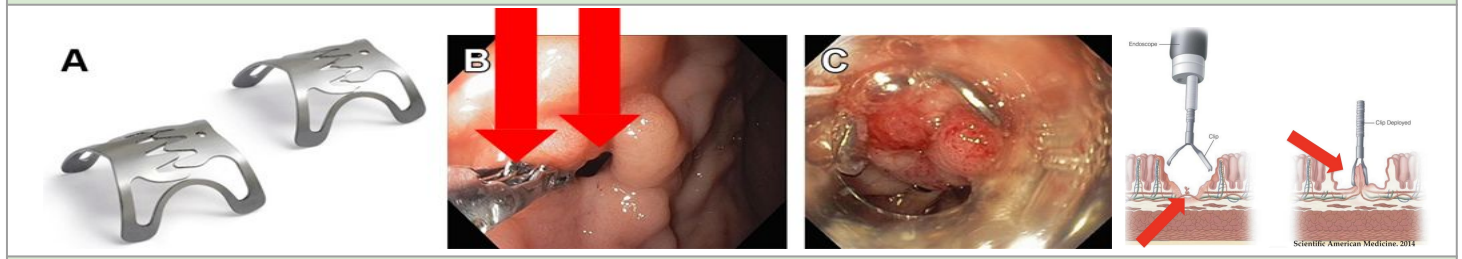 A
B
C
Endoscope
Clip
Clip Deployed
Scientific American Medicine. 2014